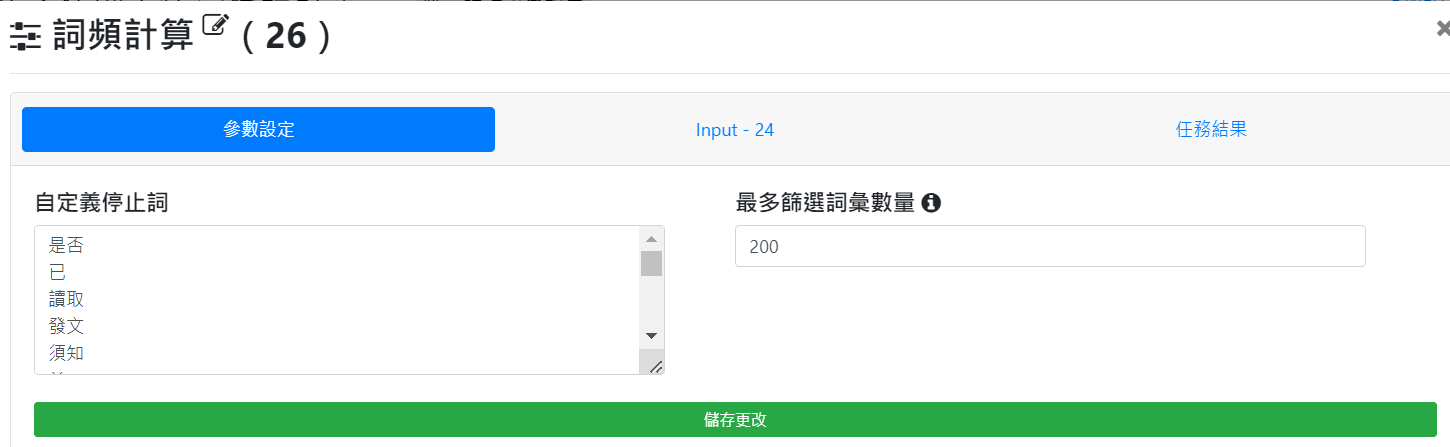 詞頻計算 ( 26 )
參數設定
Input - 24
任務結果
自定義停止詞
最多篩選詞彙數量
是否
已
讀取
發文
須知
200
儲存更改